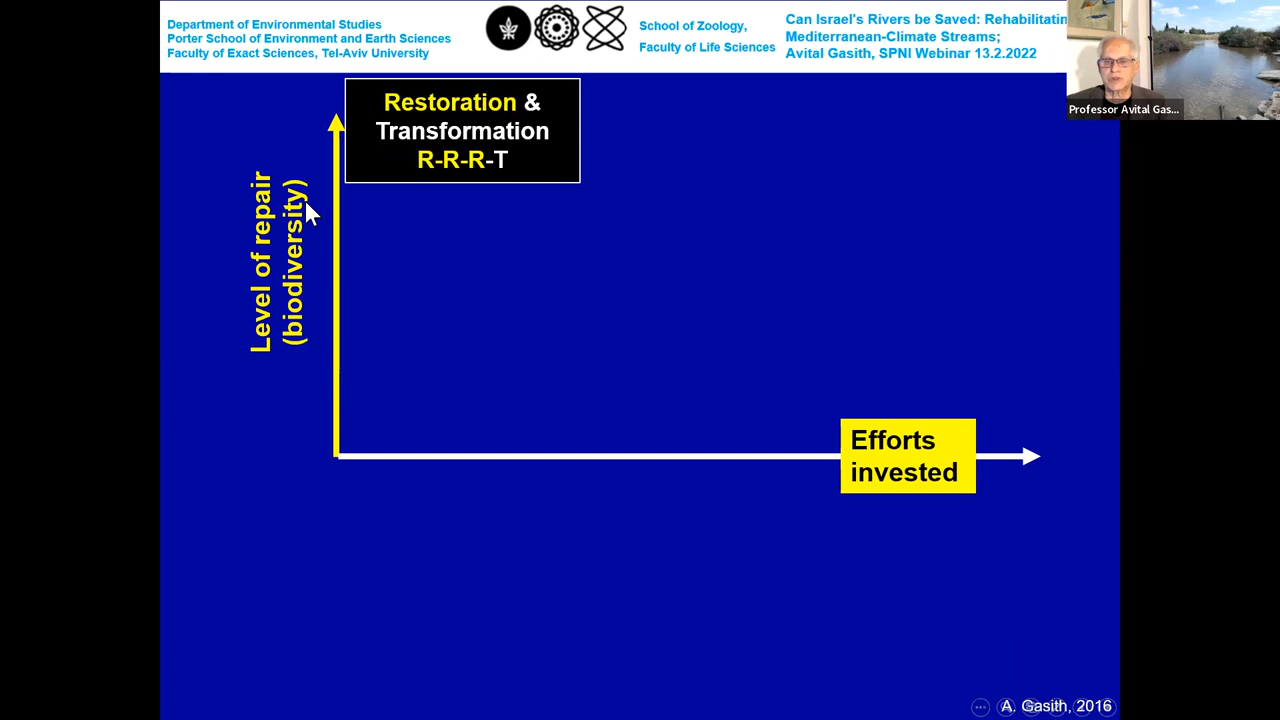 Department of Environmental Studies
Porter School of Environment and Earth Sciences
Faculty of Exact Sciences, Tel-Aviv University
School of Zoology,
Faculty of Life Sciences
Can Israel's Rivers be Saved: Rehabilitatin
Mediterranean-Climate Streams;
Avital Gasith, SPNI Webinar 13.2.2022
Professor Avital Gas...
Restoration &
Transformation
R-R-R-T
Level of repair
(biodiversity)
Efforts
invested
A. Gasith, 2016